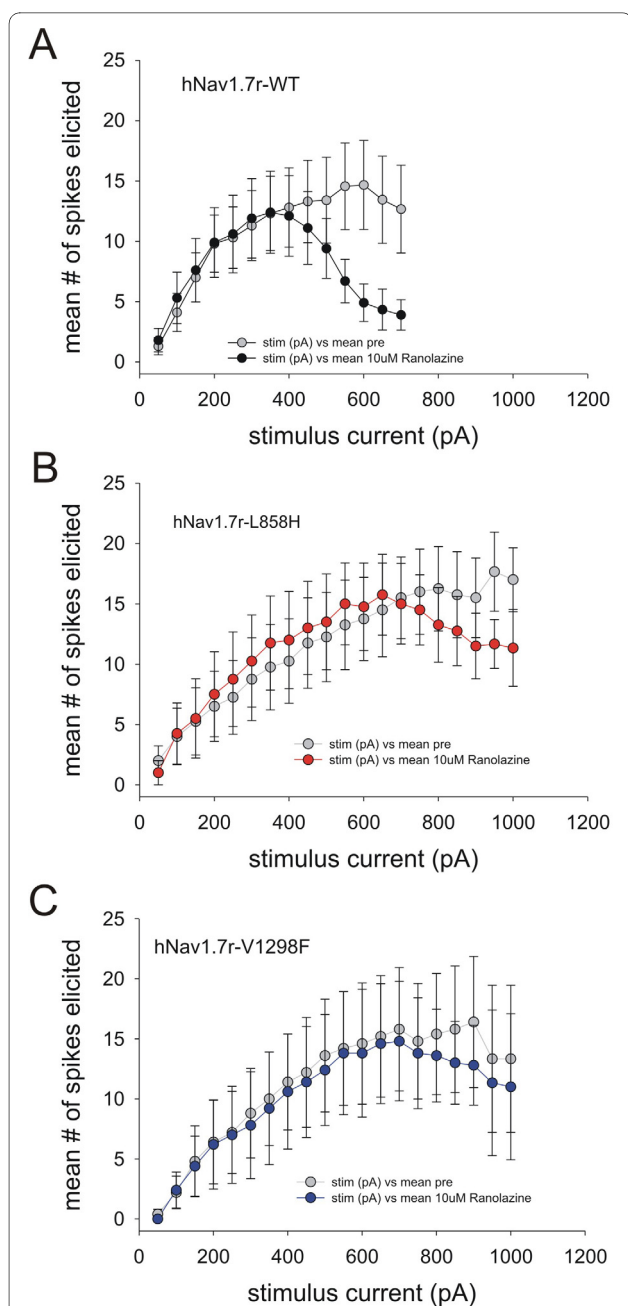 A
hNav1.7r-WT
mean # of spikes elicited
25
20
15
10
5
0
stim (pA) vs mean pre
stim (pA) vs mean 10uM Ranolazine
0 200 400 600 800 1000 1200
stimulus current (pA)
B
hNav1.7r-L858H
mean # of spikes elicited
25
20
15
10
5
0
stim (pA) vs mean pre
stim (pA) vs mean 10uM Ranolazine
0 200 400 600 800 1000 1200
stimulus current (pA)
C
hNav1.7r-V1298F
mean # of spikes elicited
25
20
15
10
5
0
stim (pA) vs mean pre
stim (pA) vs mean 10uM Ranolazine
0 200 400 600 800 1000 1200
stimulus current (pA)